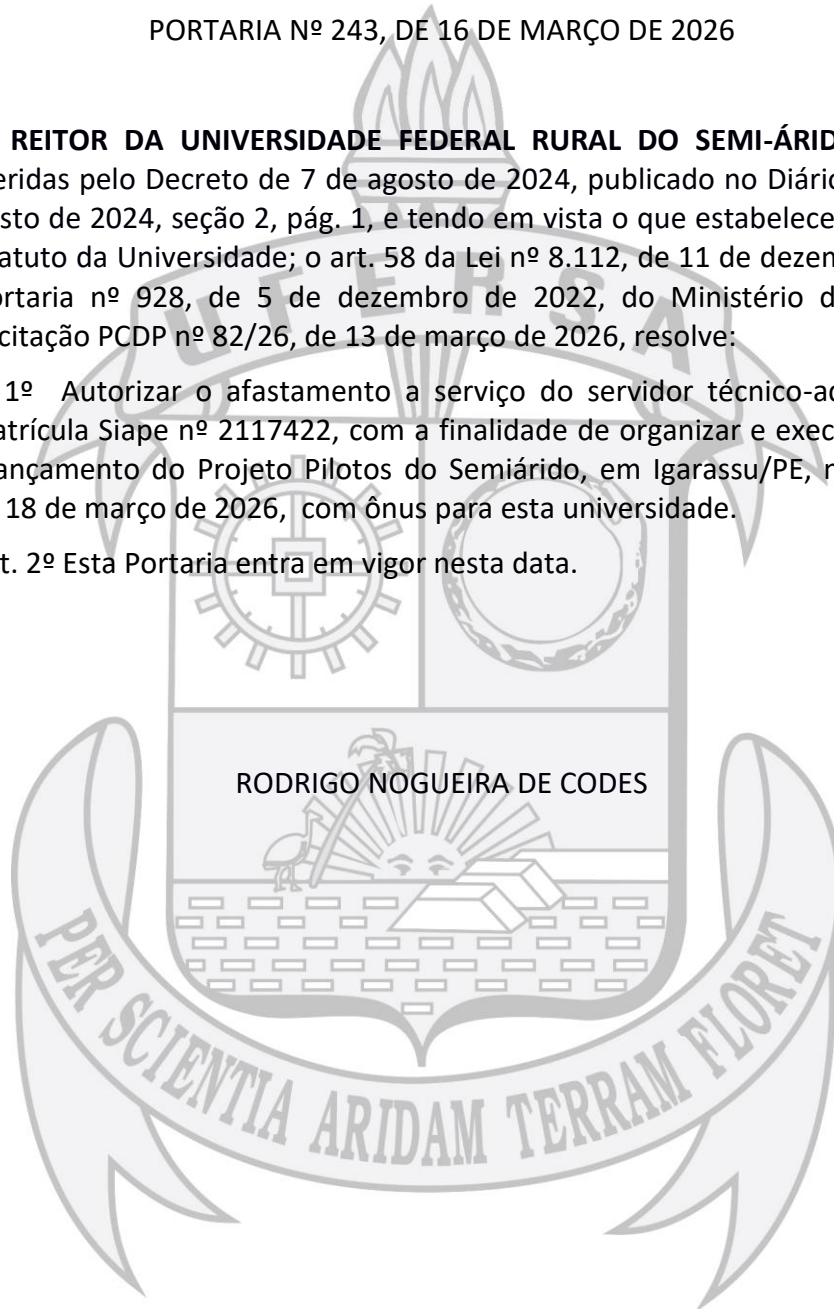 PORTARIA Nº 243, DE 16 DE MARÇO DE 2026
REITOR DA UNIVERSIDADE FEDERAL RURAL DO SEMI-ÁRID
eridas pelo Decreto de 7 de agosto de 2024, publicado no Diário
sto de 2024, seção 2, pág. 1, e tendo em vista o que estabelece
tatuto da Universidade; o art. 58 da Lei nº 8.112, de 11 de dezen
ortaria nº 928, de 5 de dezembro de 2022, do Ministério d
icitação PCDP nº 82/26, de 13 de março de 2026, resolve:
1º Autorizar o afastamento a serviço do servidor técnico-ad
atrícula Siape nº 2117422, com a finalidade de organizar e exec
ançamento do Projeto Pilotos do Semiárido, em Igarassu/PE, n
18 de março de 2026, com ônus para esta universidade.
t. 2º Esta Portaria entra em vigor nesta data.
RODRIGO NOGUEIRA DE CODES
UFERSA
PER SCIENTIA ARIDAM TERRAM FLORET